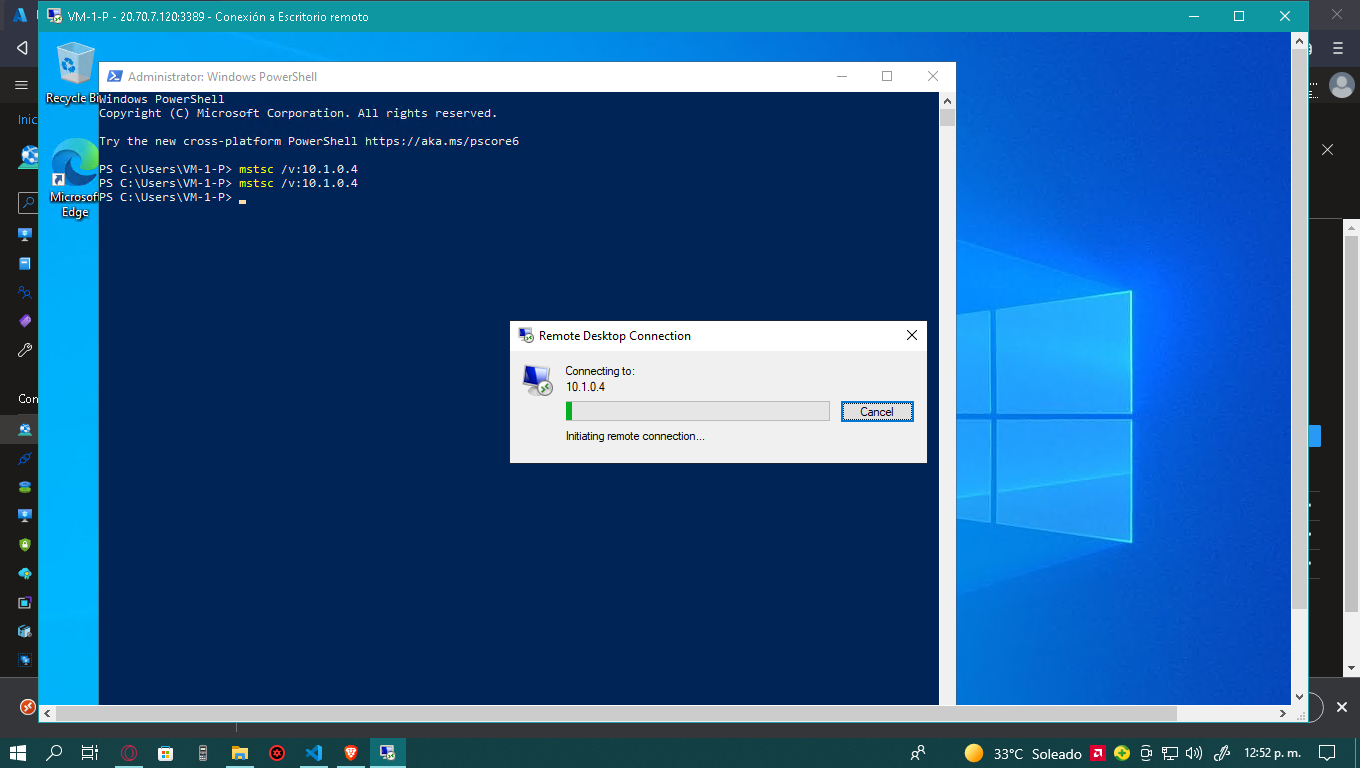 VM-1-P - 20.70.7.120:3389 - Conexión a Escritorio remoto
Recycle Bi
Administrator: Windows PowerShell
Windows PowerShell
Copyright (C) Microsoft Corporation. All rights reserved.
Try the new cross-platform PowerShell https://aka.ms/pscore6
PS C:\Users\VM-1-P> mstsc /v:10.1.0.4
PS C:\Users\VM-1-P> mstsc /v:10.1.0.4
PS C:\Users\VM-1-P>
Microsoft
Edge
Inic
Con
Remote Desktop Connection
Connecting to:
10.1.0.4
Cancel
Initiating remote connection...
33°C Soleado
12:52 p. m.